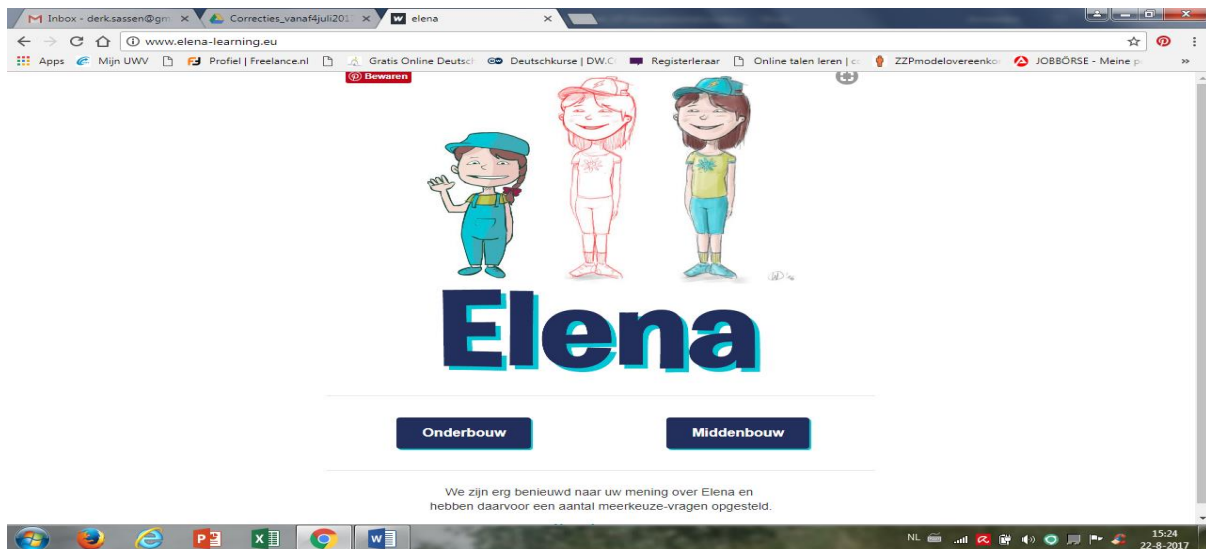 Inbox - derk.sassen@gm
Correcties_vanaf4juli201
elena
www.elena-learning.eu
Apps
Mijn UWV
Profiel | Freelance.nl
Gratis Online Deutsc
Deutschkurse | DW.C
Registerleraar
Online talen leren | c
ZZPmodelovereenko
JOBBÖRSE - Meine p
Bewaren
Elena
Onderbouw
Middenbouw
We zijn erg benieuwd naar uw mening over Elena en
hebben daarvoor een aantal meerkeuze-vragen opgesteld.
NL
15:24
22-8-2017